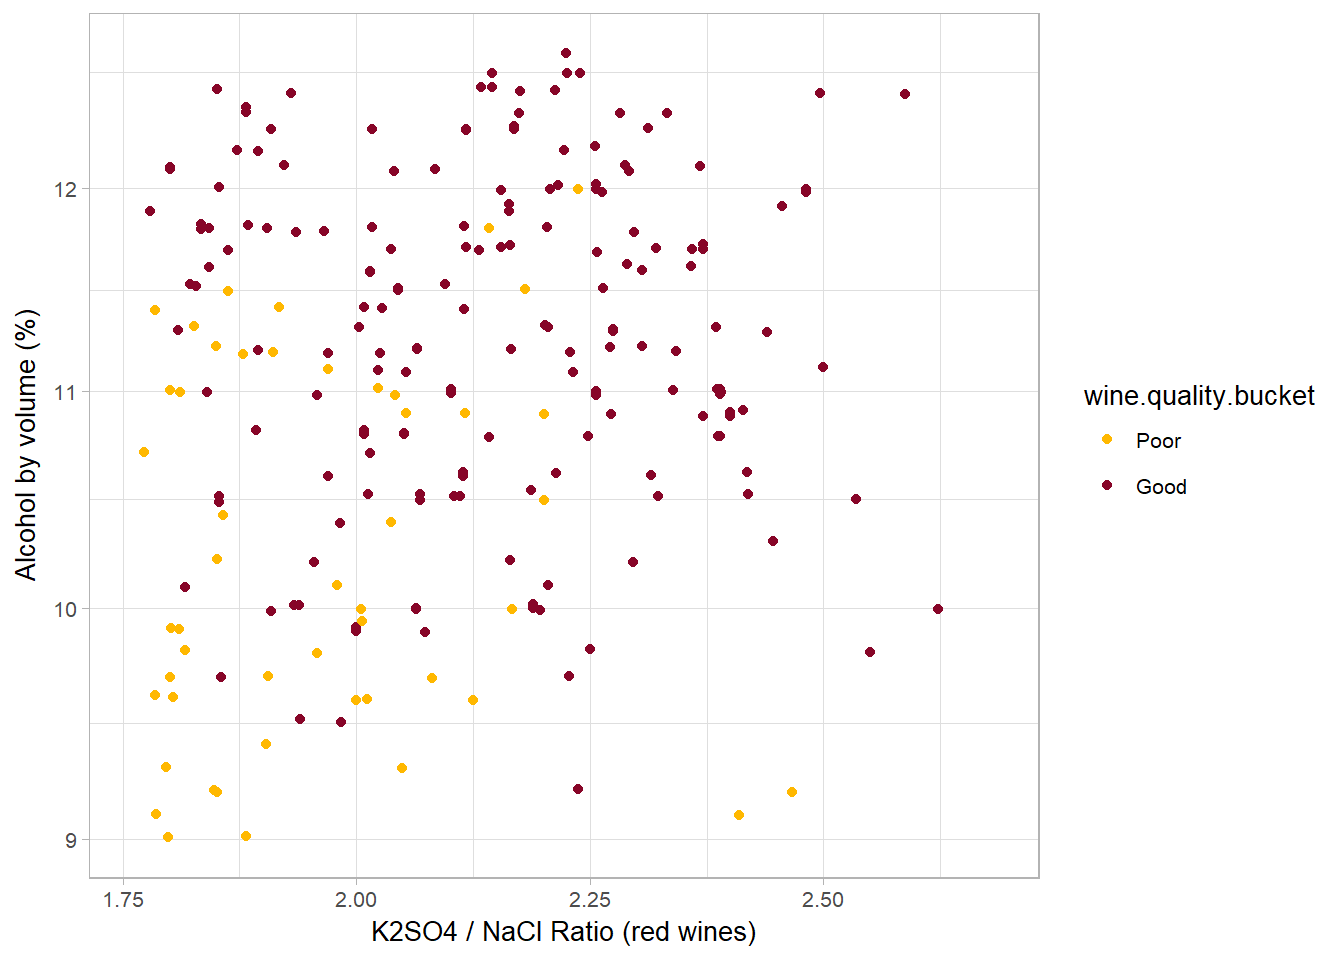 12
11
10
9
Alcohol by volume (%)
1.75
2.00
2.25
2.50
K2SO4 / NaCl Ratio (red wines)
wine.quality.bucket
Poor
Good